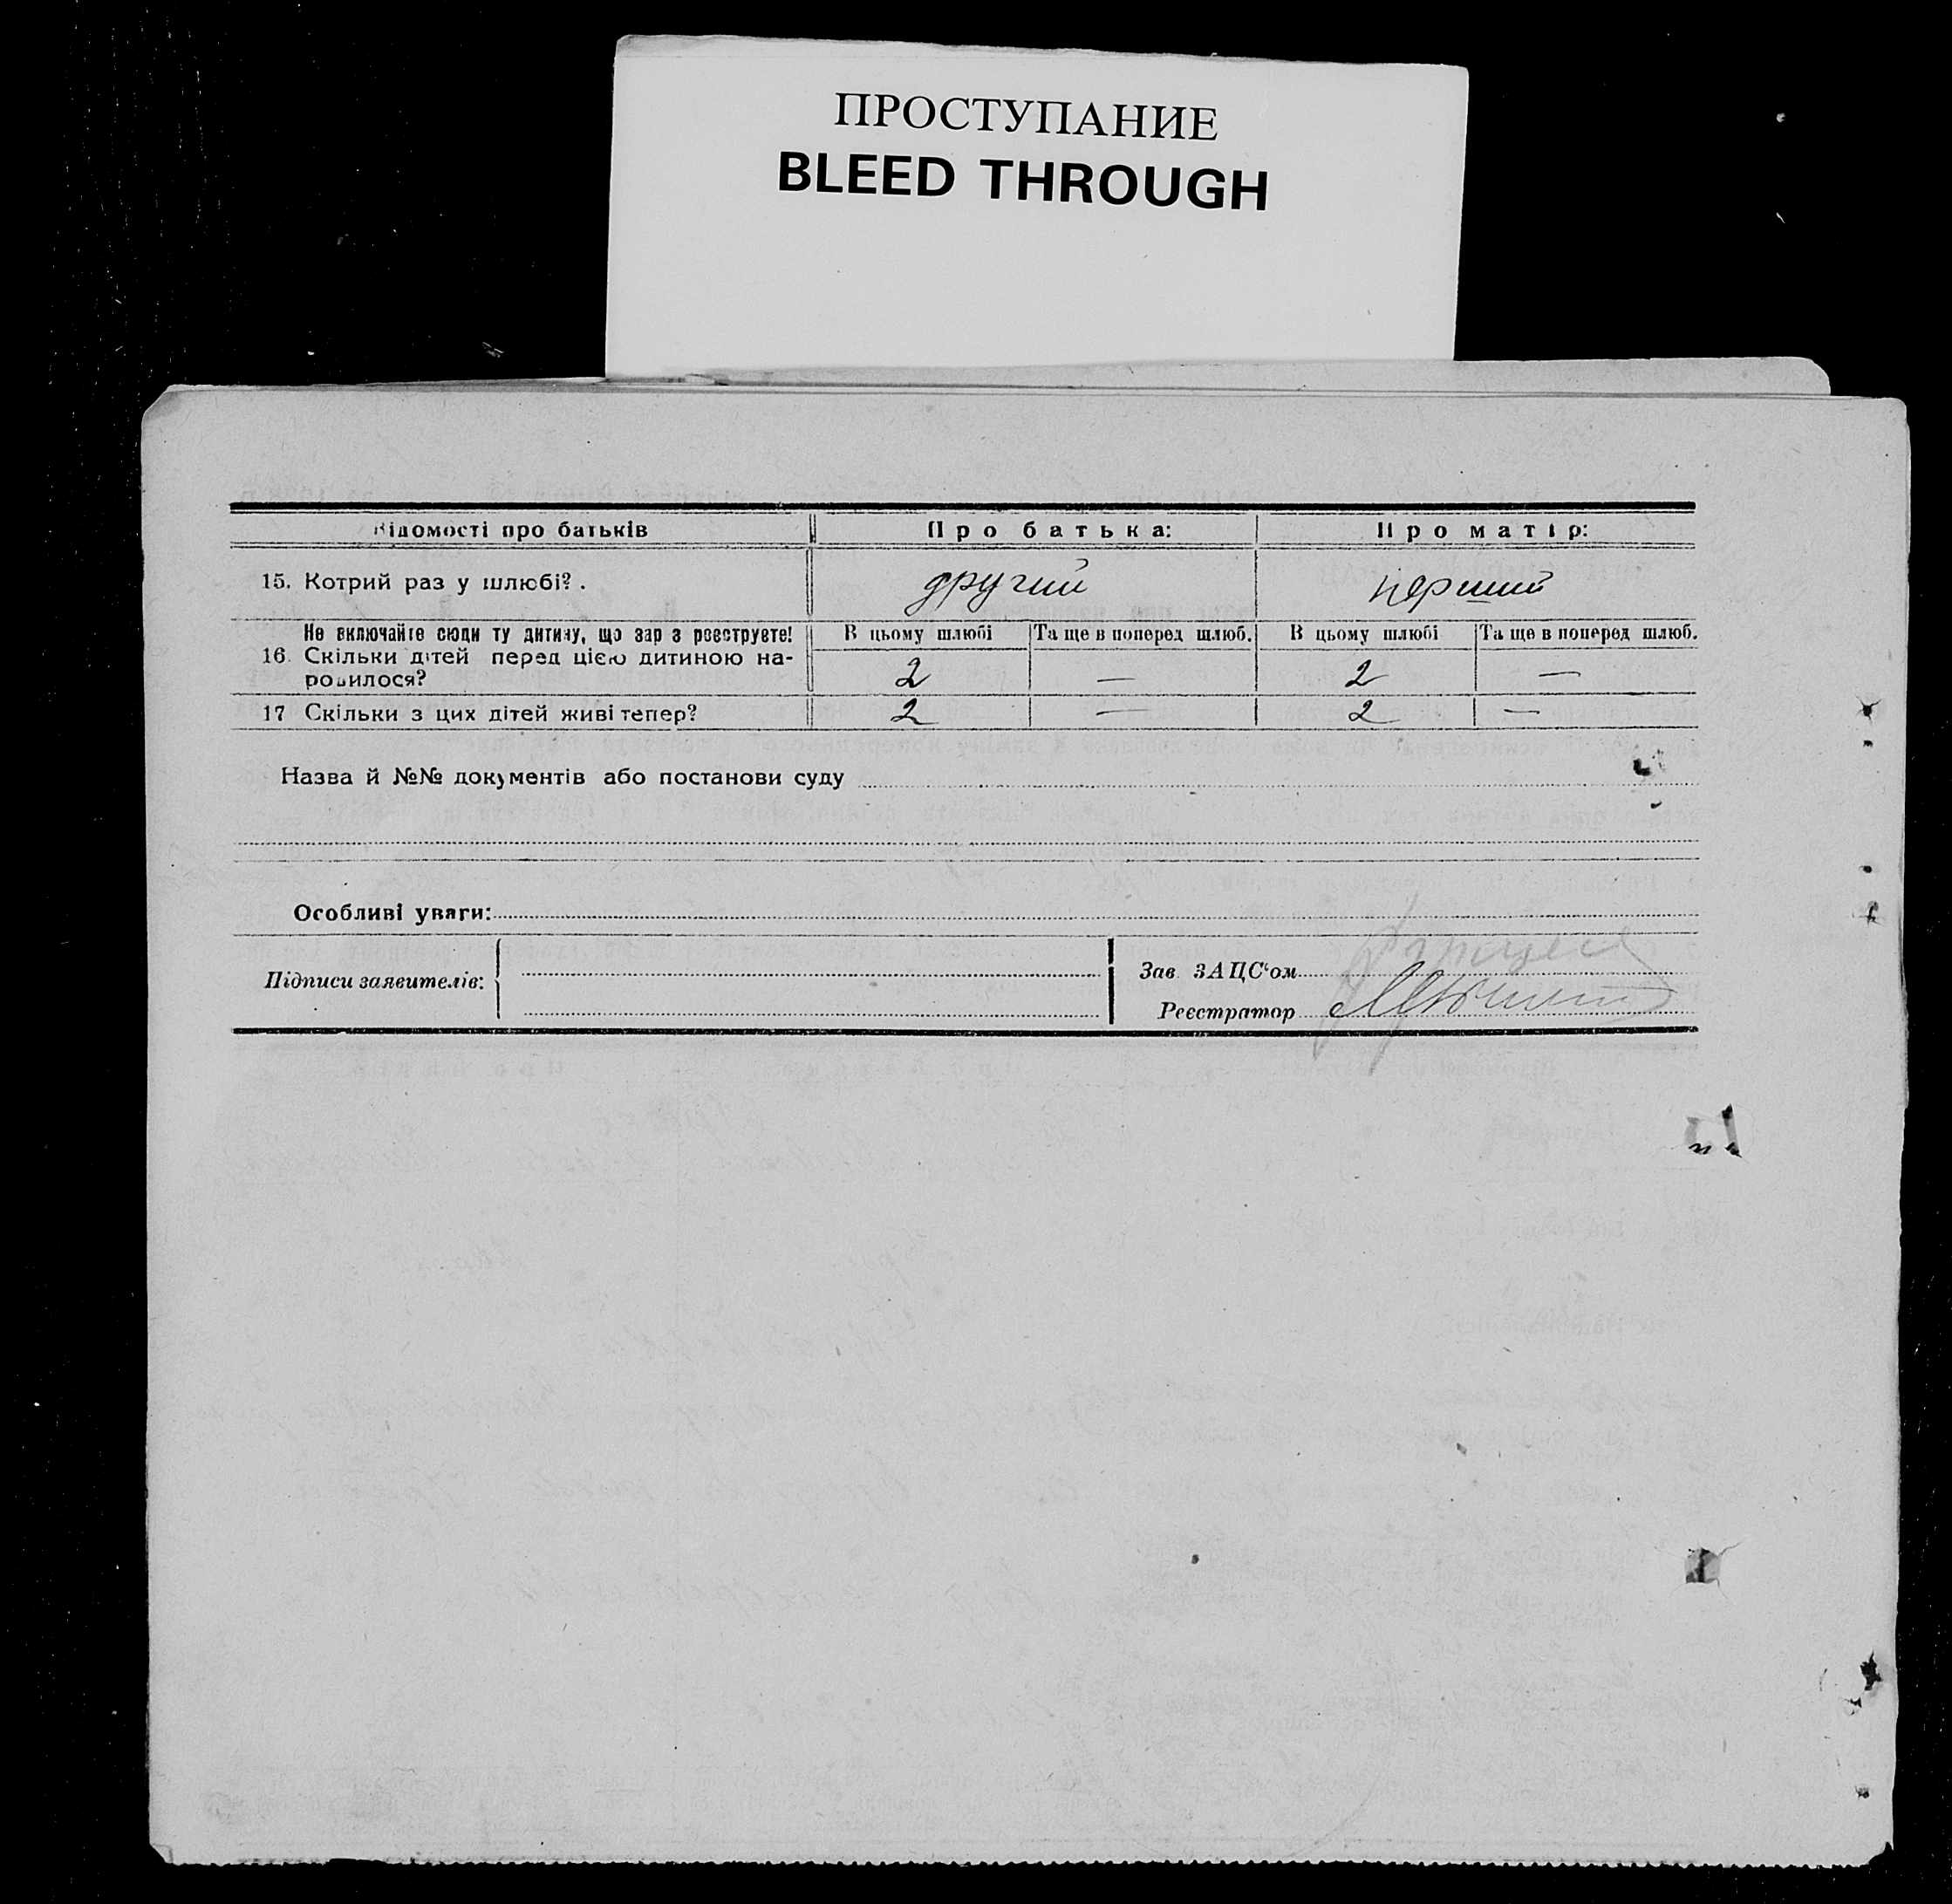 ПРОСТУПАНИЕ
BLEED THROUGH
Відомості про батьків Про батька: Про матір:
15. Котрий раз у шлюбі? . другий перший
Не включайте сюди ту дитину, що зараз реєструєте! В цьому шлюбі Та ще в поперед шлюб. В цьому шлюбі Та ще в поперед шлюб.
16. Скільки дітей перед цією дитиною на-
родилося? 2 — 2 —
17 Скільки з цих дітей живі тепер? 2 — 2 —
Назва й №№ документів або постанови суду
Особливі уваги:
Підписи заявителів:
Зав. ЗАЦС‘ом
Реєстратор